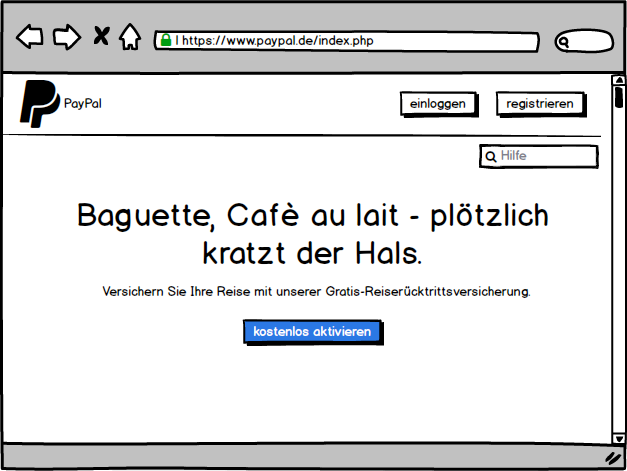 | https://www.paypal.de/index.php
PayPal
einloggen
registrieren
Hilfe
Baguette, Cafè au lait - plötzlich
kratzt der Hals.
Versichern Sie Ihre Reise mit unserer Gratis-Reiserücktrittsversicherung.
kostenlos aktivieren